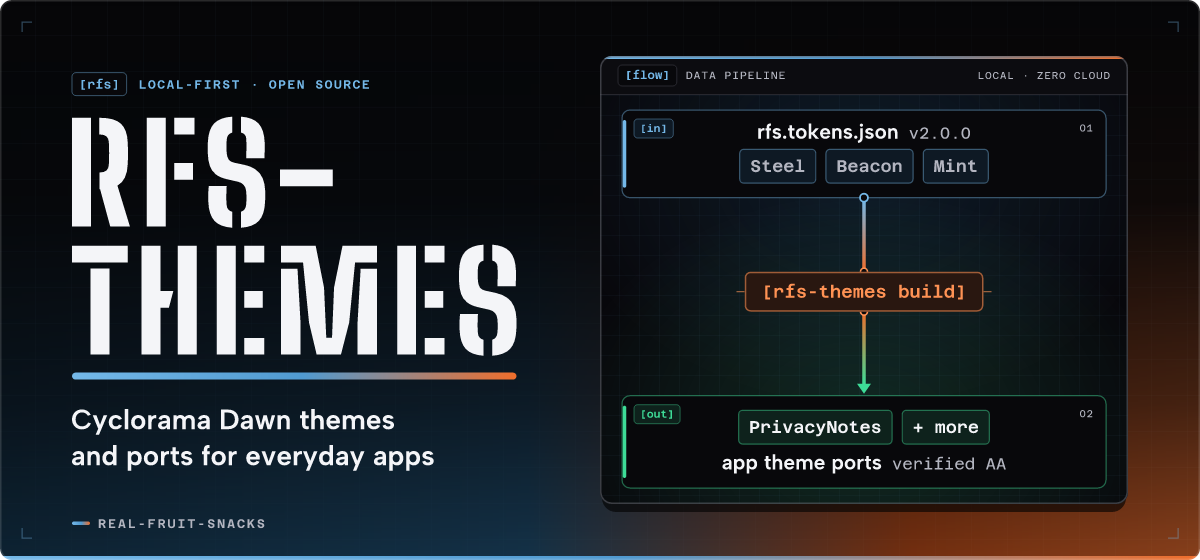 [rfs] LOCAL-FIRST · OPEN SOURCE
RFS-
THEMES
Cyclorama Dawn themes
and ports for everyday apps
REAL-FRUIT-SNACKS
[flow] DATA PIPELINE LOCAL · ZERO CLOUD
[in] rfs.tokens.json v2.0.0 01
Steel Beacon Mint
[rfs-themes build]
[out] PrivacyNotes + more 02
app theme ports verified AA